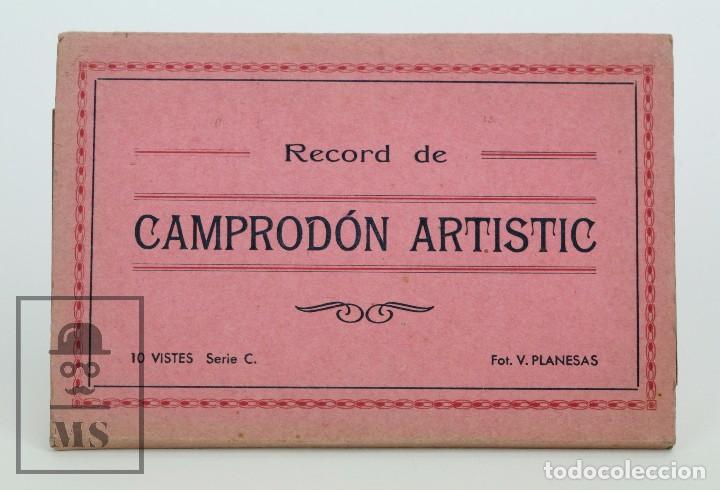 Record de
CAMPRODÓN ARTISTIC
10 VISTES Serie C.
Fot. V. PLANESAS
MS
todocoleccion